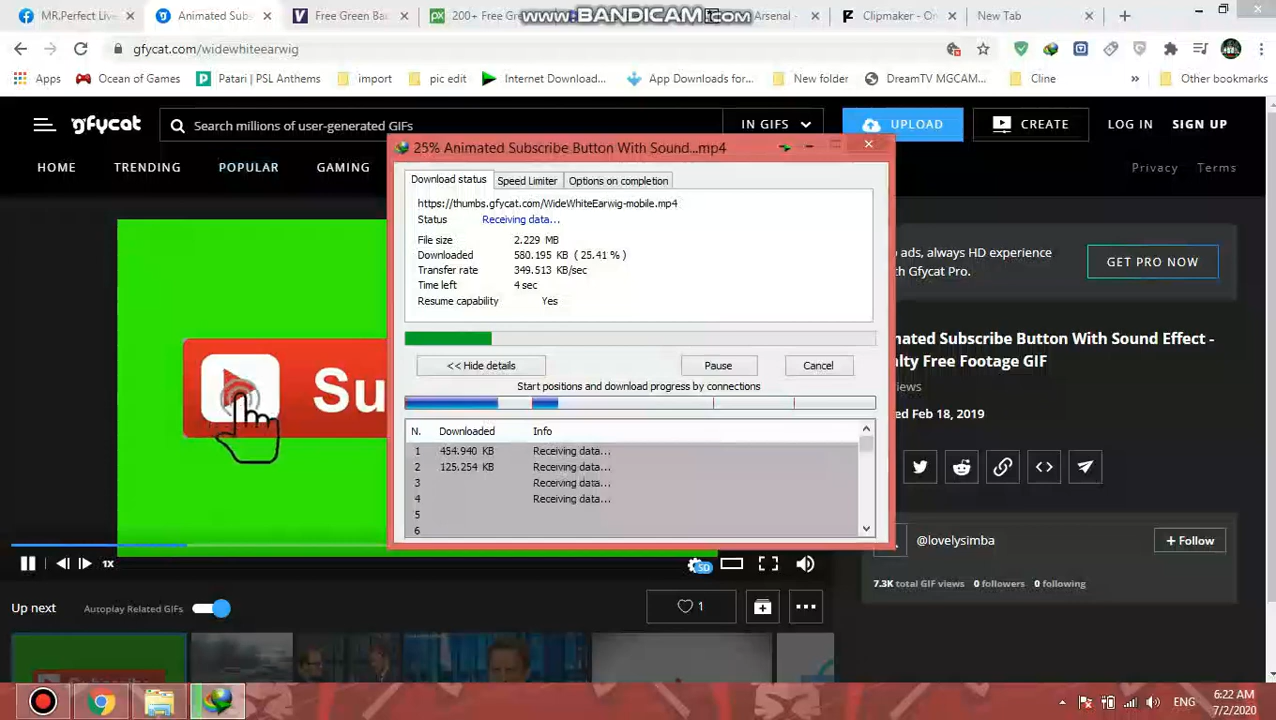 MR.Perfect Live
Animated Sub
Free Green Ba
200+ Free Gre
www.BANDICAM.com
Arsenal -
Clipmaker - O
New Tab
gfycat.com/widewhiteearwig
Apps
Ocean of Games
Patari | PSL Anthems
import
pic edit
Internet Download...
App Downloads for...
New folder
DreamTV MGCAM...
Cline
»
Other bookmarks
gfycat
Search millions of user-generated GIFs
IN GIFS
UPLOAD
CREATE
LOG IN
SIGN UP
HOME
TRENDING
POPULAR
GAMING
Privacy
Terms
25% Animated Subscribe Button With Sound...mp4
Download status
Speed Limiter
Options on completion
https://thumbs.gfycat.com/WideWhiteEarwig-mobile.mp4
Status Receiving data...
File size 2.229 MB
Downloaded 580.195 KB ( 25.41 % )
Transfer rate 349.513 KB/sec
Time left 4 sec
Resume capability Yes
<< Hide details
Pause
Cancel
Start positions and download progress by connections
N. Downloaded Info
1 454.940 KB Receiving data...
2 125.254 KB Receiving data...
3 Receiving data...
4 Receiving data...
5
6
Su
o ads, always HD experience
th Gfycat Pro.
GET PRO NOW
mated Subscribe Button With Sound Effect -
alty Free Footage GIF
iews
ed Feb 18, 2019
@lovelysimba
+ Follow
7.3K total GIF views 0 followers 0 following
1X
SD
Up next
Autoplay Related GIFs
1
Subscribe
ENG
6:22 AM
7/2/2020